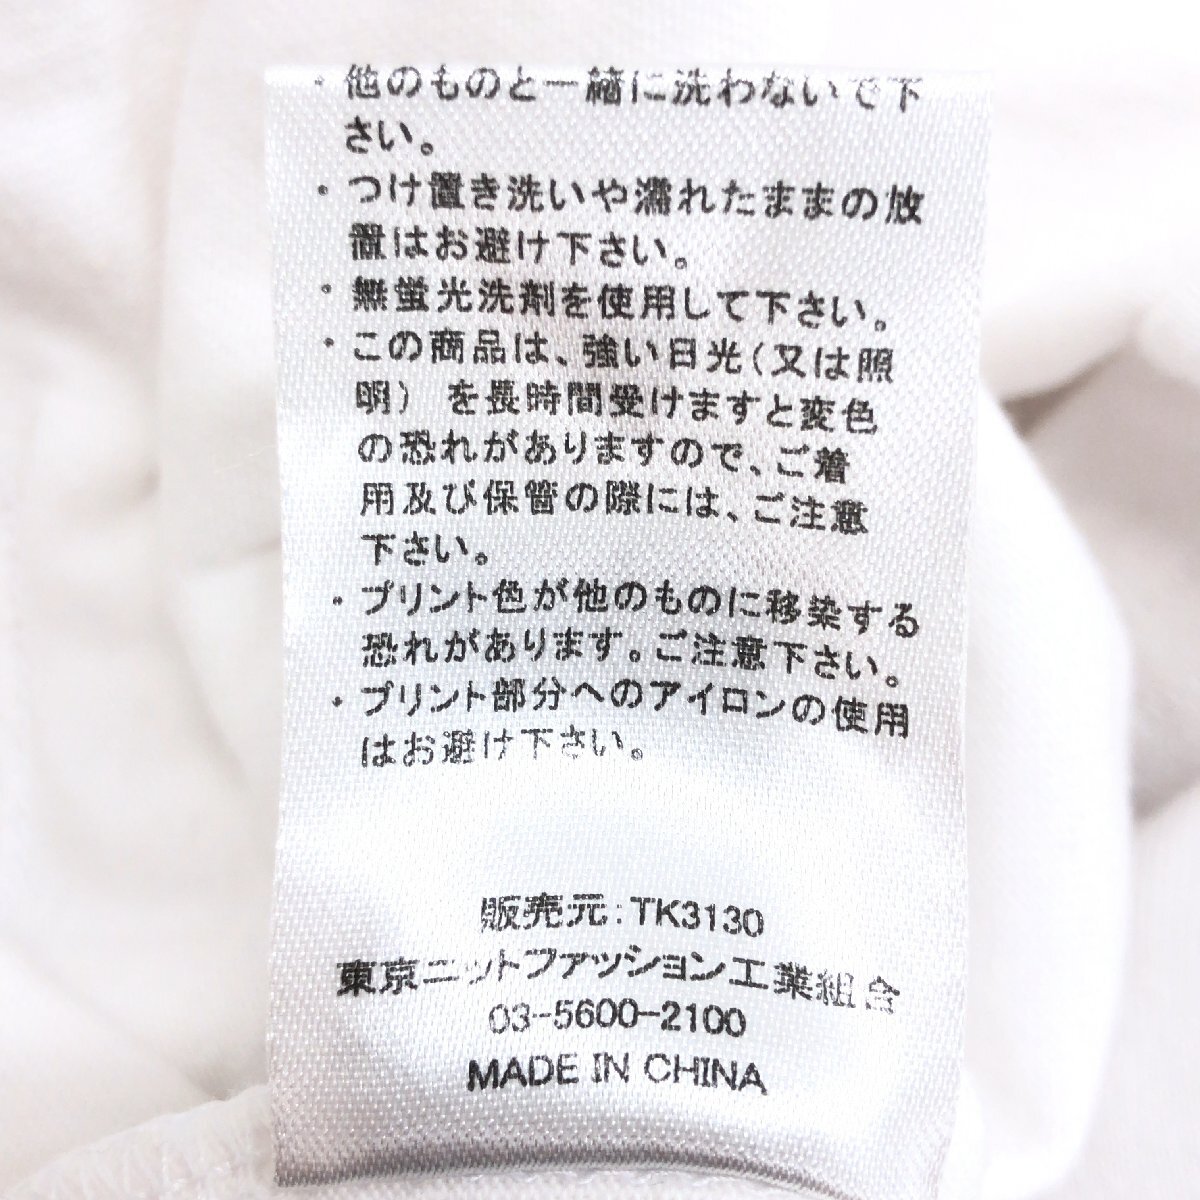 ・他のものと一緒に洗わないで下
さい。
・つけ置き洗いや濡れたままの放
置はお避け下さい。
・無蛍光洗剤を使用して下さい。
・この商品は、強い日光(又は照
明) を長時間受けますと変色
の恐れがありますので、ご着
用及び保管の際には、ご注意
下さい。
・プリント色が他のものに移染する
恐れがあります。ご注意下さい。
・プリント部分へのアイロンの使用
はお避け下さい。
販売元:TK3130
東京ニットファッション工業組合
03-5600-2100
MADE IN CHINA